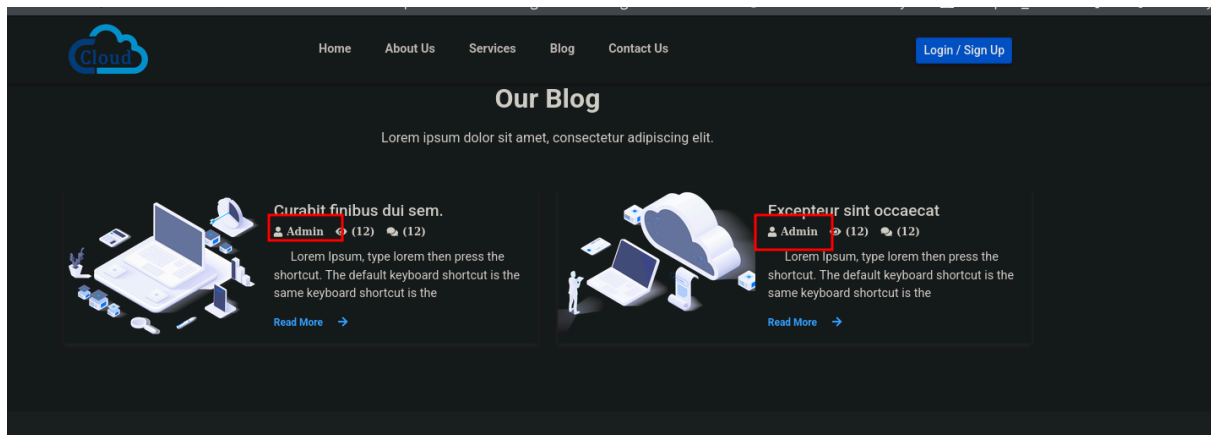 Cloud
Home About Us Services Blog Contact Us Login / Sign Up
Our Blog
Lorem ipsum dolor sit amet, consectetur adipiscing elit.
Curabit finibus dui sem.
Admin (12) (12)
Lorem Ipsum, type lorem then press the
shortcut. The default keyboard shortcut is the
same keyboard shortcut is the
Read More
Excepteur sint occaecat
Admin (12) (12)
Lorem Ipsum, type lorem then press the
shortcut. The default keyboard shortcut is the
same keyboard shortcut is the
Read More